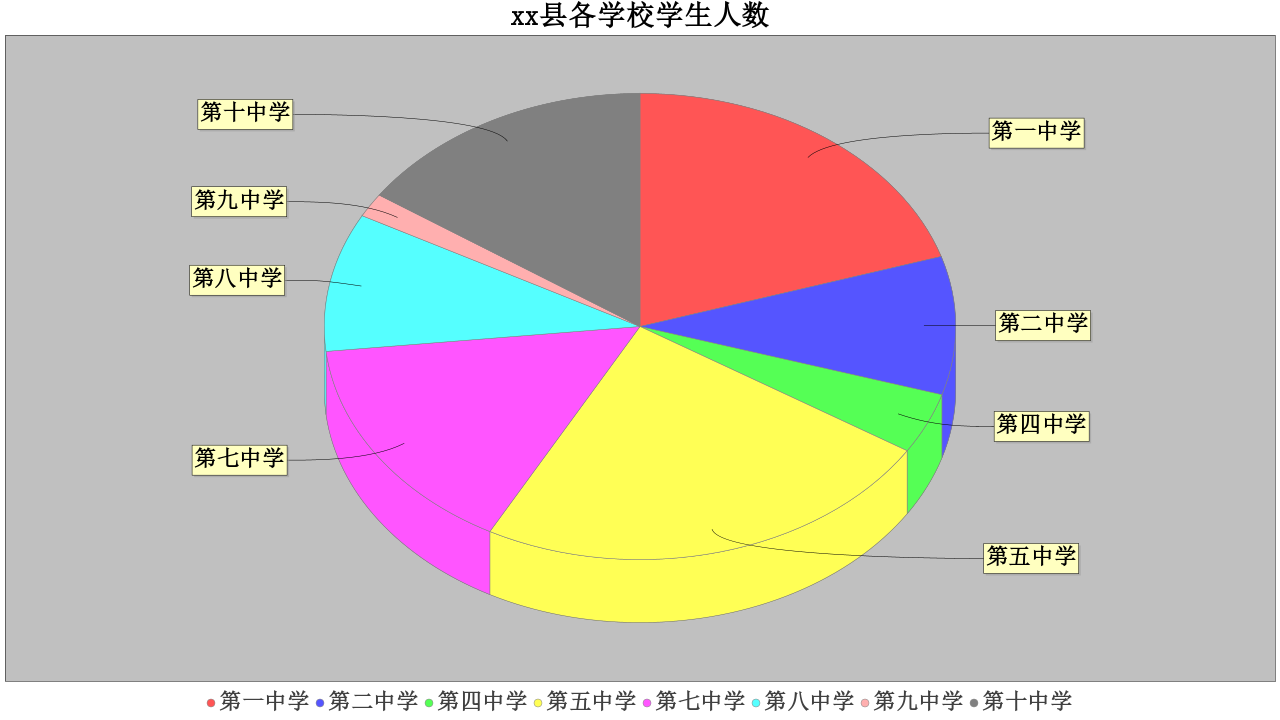 xx县各学校学生人数
第十中学
第一中学
第九中学
第八中学
第二中学
第四中学
第七中学
第五中学
第一中学 第二中学 第四中学 第五中学 第七中学 第八中学 第九中学 第十中学